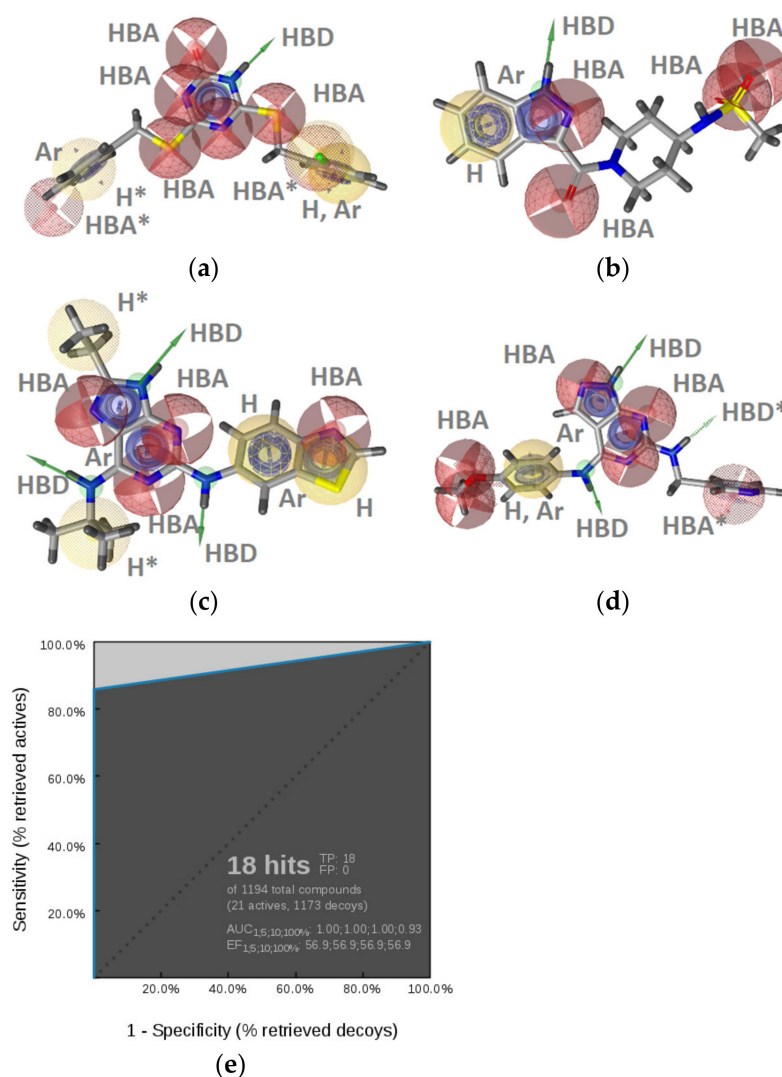 HBA
HBD
HBA
HBA
Ar
H*
HBA
HBA*
HBA*
H, Ar
(a)
HBD
HBA
Ar
HBA
HBA
H
HBA
(b)
H*
HBD
HBA
HBA
HBA
H
Ar
HBD
Ar
H
HBA
HBD
H*
(c)
HBD
HBA
HBA
HBD*
HBA
Ar
H, Ar
HBA*
HBD
(d)
100.0%
80.0%
60.0%
40.0%
20.0%
Sensitivity (% retrieved actives)
18 hits TP: 18
FP: 0
of 1194 total compounds
(21 actives, 1173 decoys)
AUC1;5;10;100%: 1.00;1.00;1.00;0.93
EF1;5;10;100%: 56.9;56.9;56.9;56.9
20.0% 40.0% 60.0% 80.0% 100.0%
1 - Specificity (% retrieved decoys)
(e)